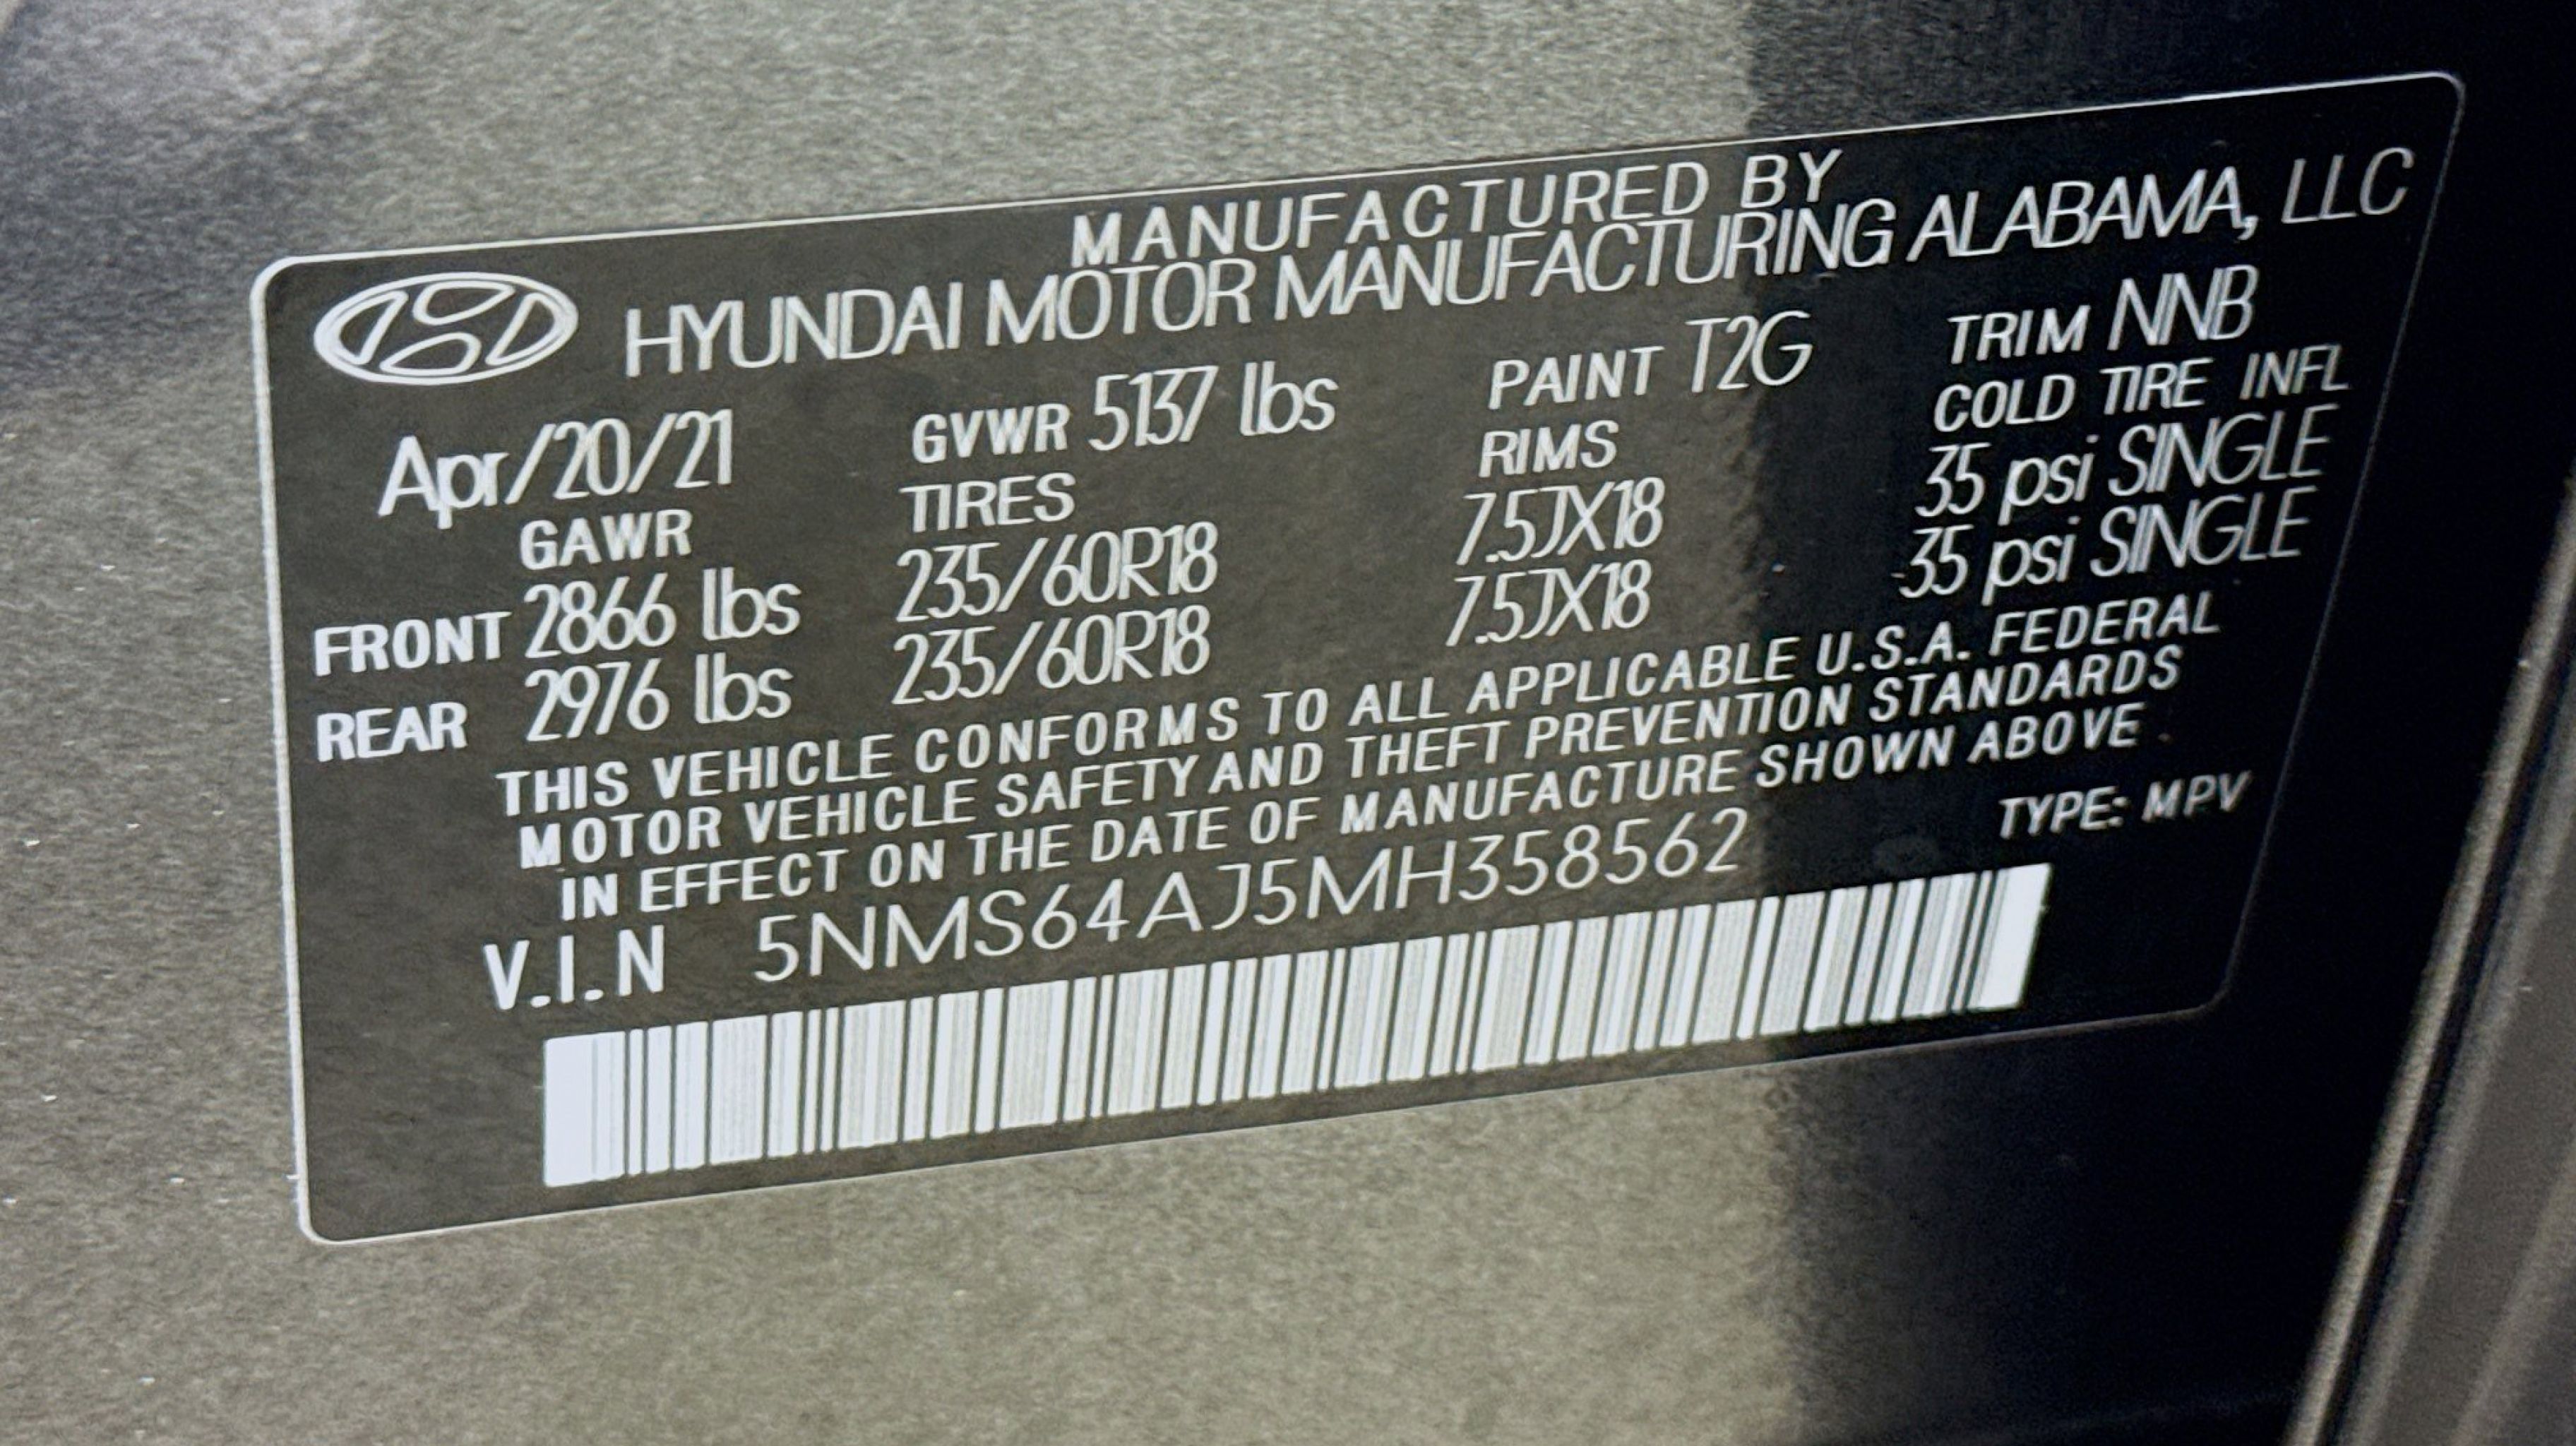 MANUFACTURED BY
HYUNDAI MOTOR MANUFACTURING ALABAMA, LLC
Apr/20/21 GVWR 5137 lbs PAINT T2G TRIM NNB
GAWR TIRES RIMS COLD TIRE INFL
FRONT 2866 lbs 235/60R18 7.5JX18 35 psi SINGLE
REAR 2976 lbs 235/60R18 7.5JX18 35 psi SINGLE
THIS VEHICLE CONFORMS TO ALL APPLICABLE U.S.A. FEDERAL
MOTOR VEHICLE SAFETY AND THEFT PREVENTION STANDARDS
IN EFFECT ON THE DATE OF MANUFACTURE SHOWN ABOVE
V.I.N 5NMS64AJ5MH358562 TYPE: MPV